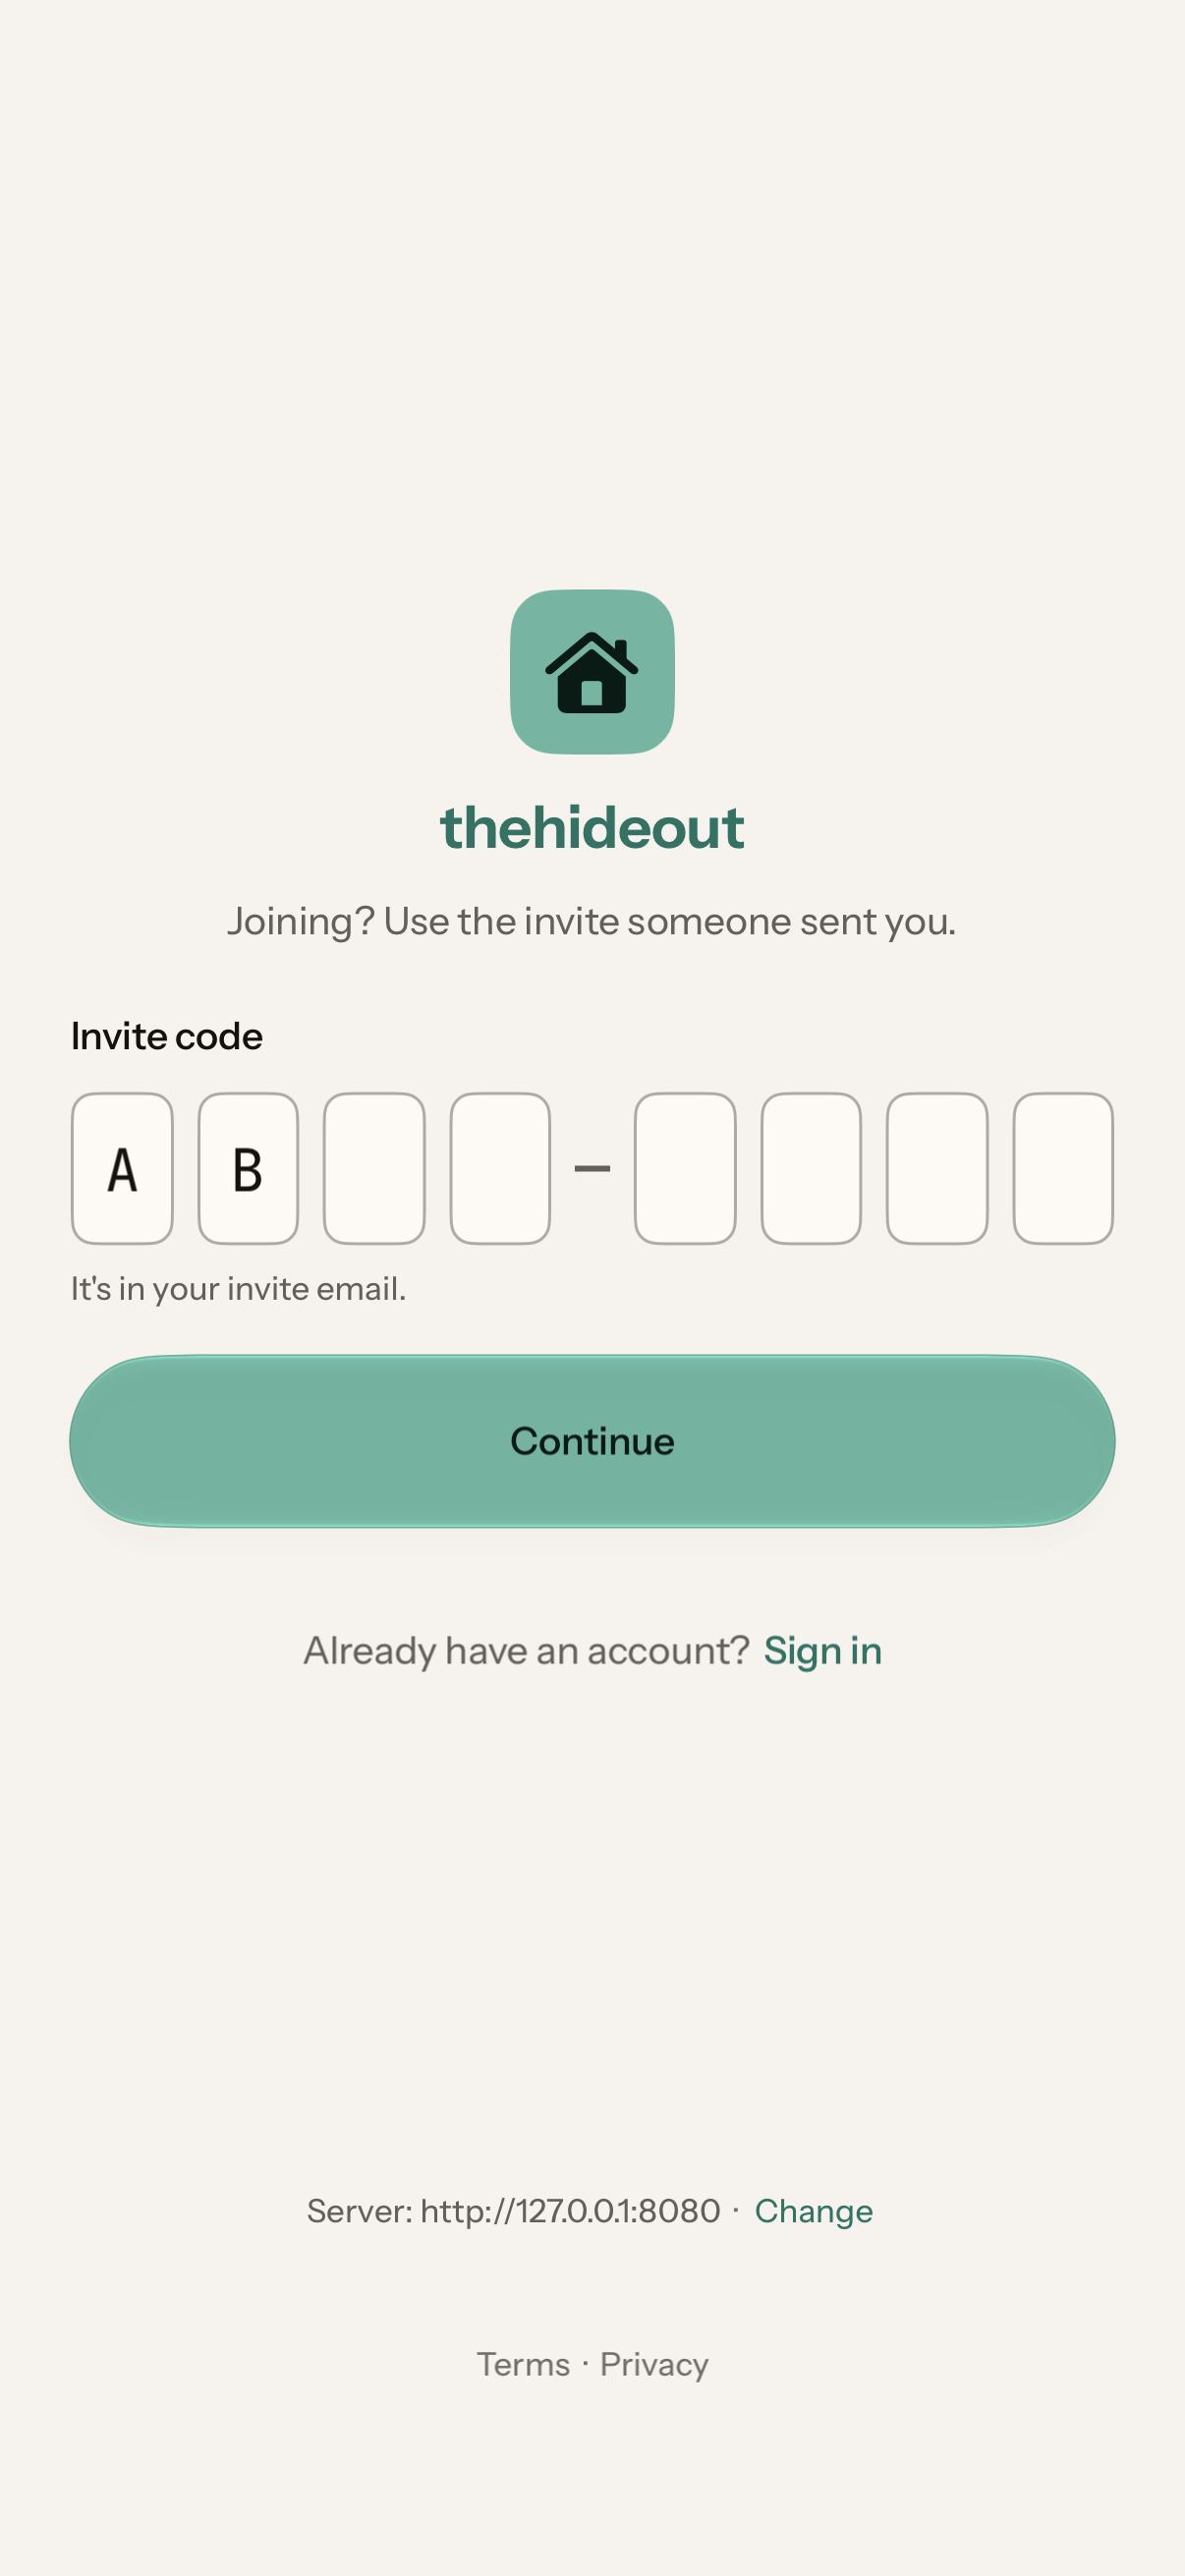 thehideout
Joining? Use the invite someone sent you.
Invite code
A B –
It's in your invite email.
Continue
Already have an account? Sign in
Server: http://127.0.0.1:8080 · Change
Terms · Privacy